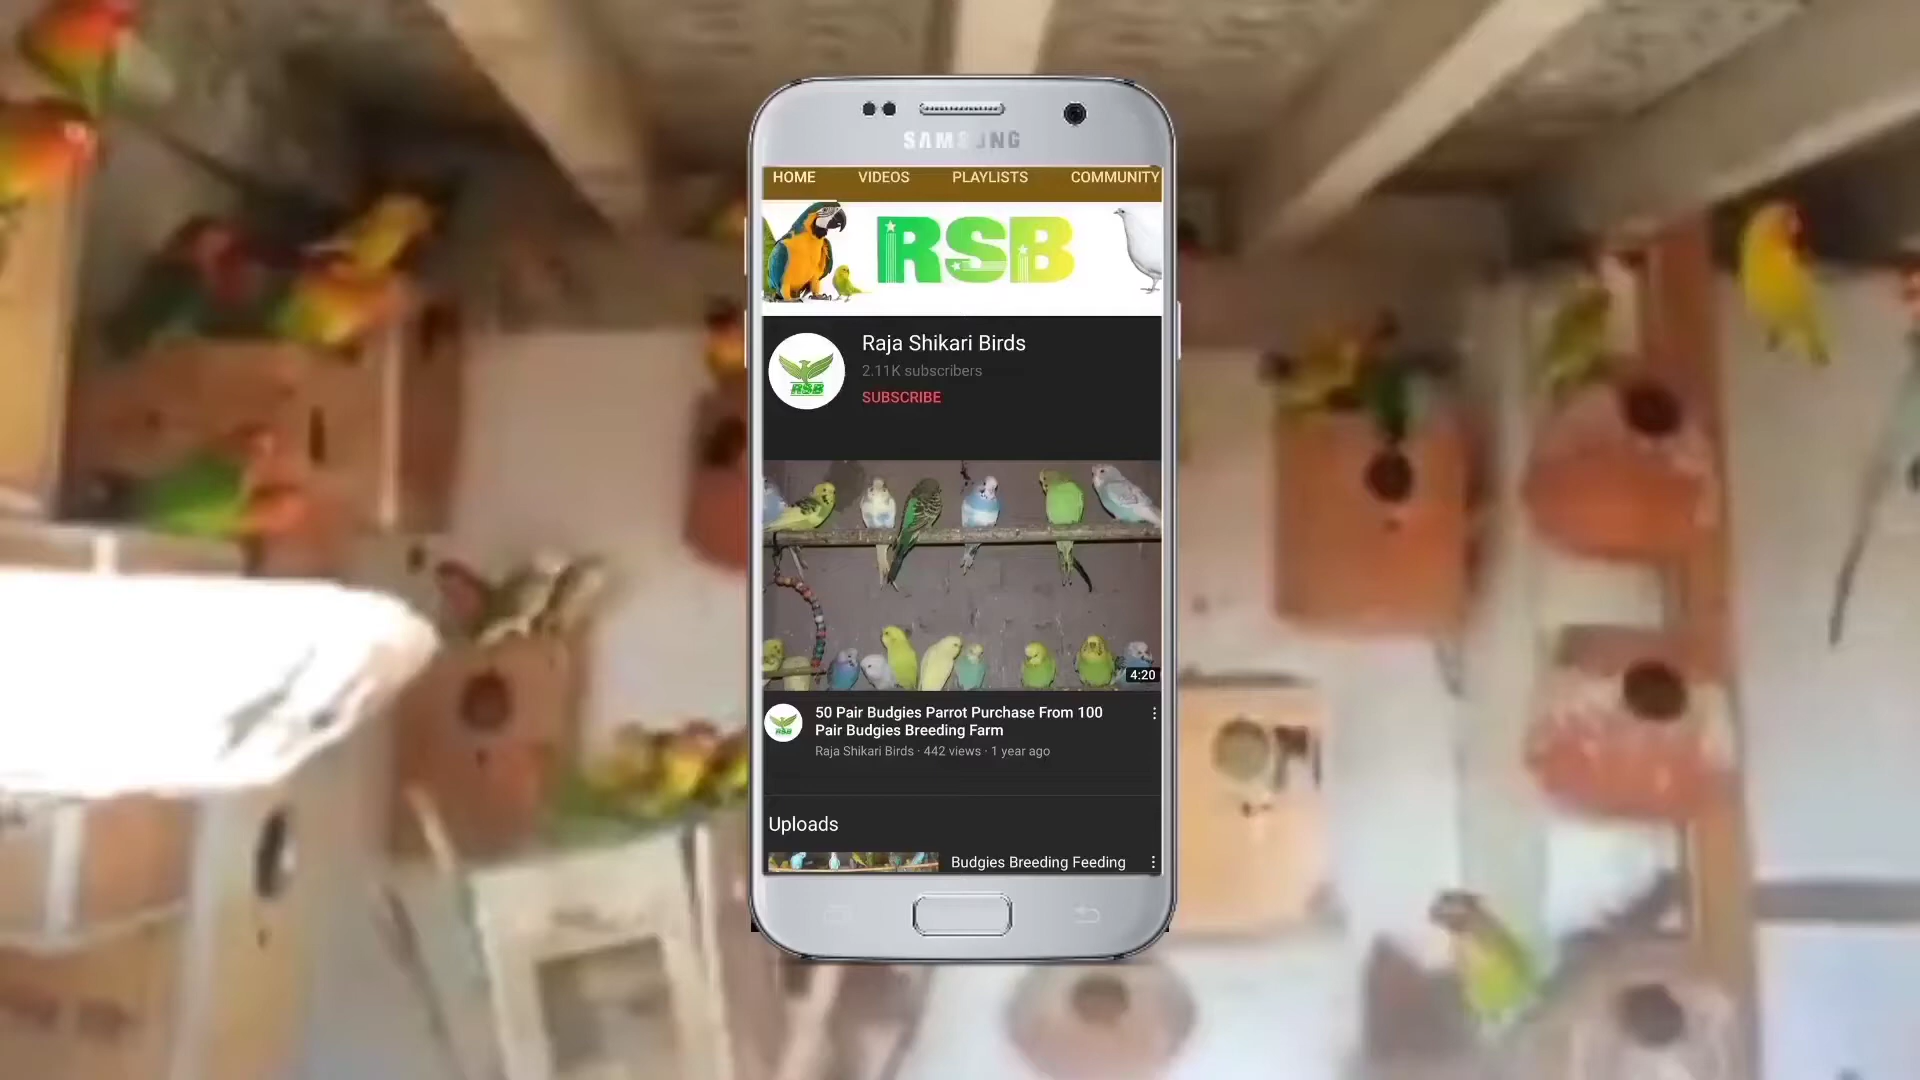 SAMSUNG
HOME VIDEOS PLAYLISTS COMMUNITY
RSB
Raja Shikari Birds
2.11K subscribers
SUBSCRIBE
RSB
4:20
50 Pair Budgies Parrot Purchase From 100
Pair Budgies Breeding Farm
RSB
Raja Shikari Birds · 442 views · 1 year ago
Uploads
Budgies Breeding Feeding